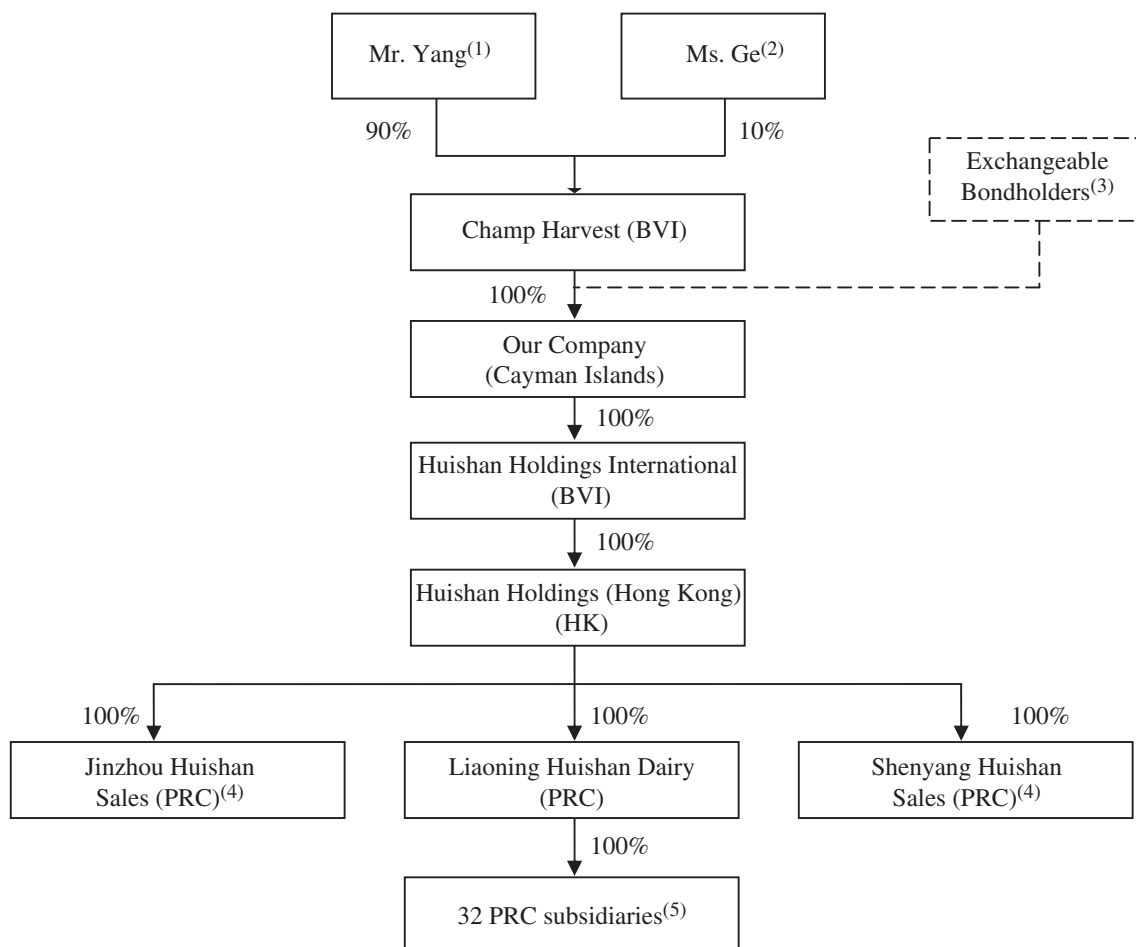 Mr. Yang(1)
Ms. Ge(2)
90%
10%
Exchangeable
Bondholders(3)
Champ Harvest (BVI)
100%
Our Company
(Cayman Islands)
100%
Huishan Holdings International
(BVI)
100%
Huishan Holdings (Hong Kong)
(HK)
100%
100%
100%
Jinzhou Huishan
Sales (PRC)(4)
Liaoning Huishan Dairy
(PRC)
Shenyang Huishan
Sales (PRC)(4)
100%
32 PRC subsidiaries(5)